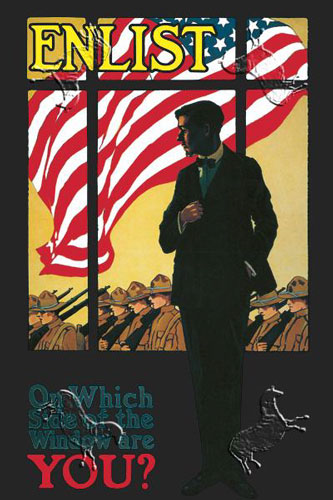 ENLIST
On Which
Side of the
Window are
YOU?